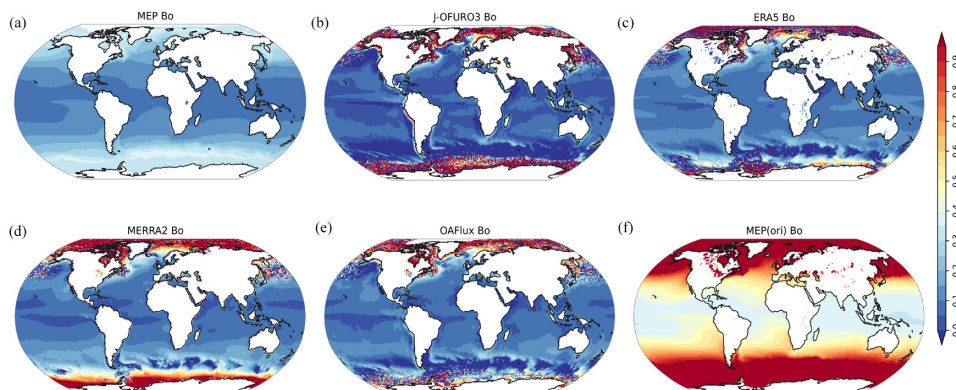 (a)
MEP Bo
(b)
J-OFURO3 Bo
(c)
ERA5 Bo
(d)
MERRA2 Bo
(e)
OAFlux Bo
(f)
MEP(ori) Bo
0.9
0.8
0.7
0.6
0.5
0.4
0.3
0.2
0.1
0.0